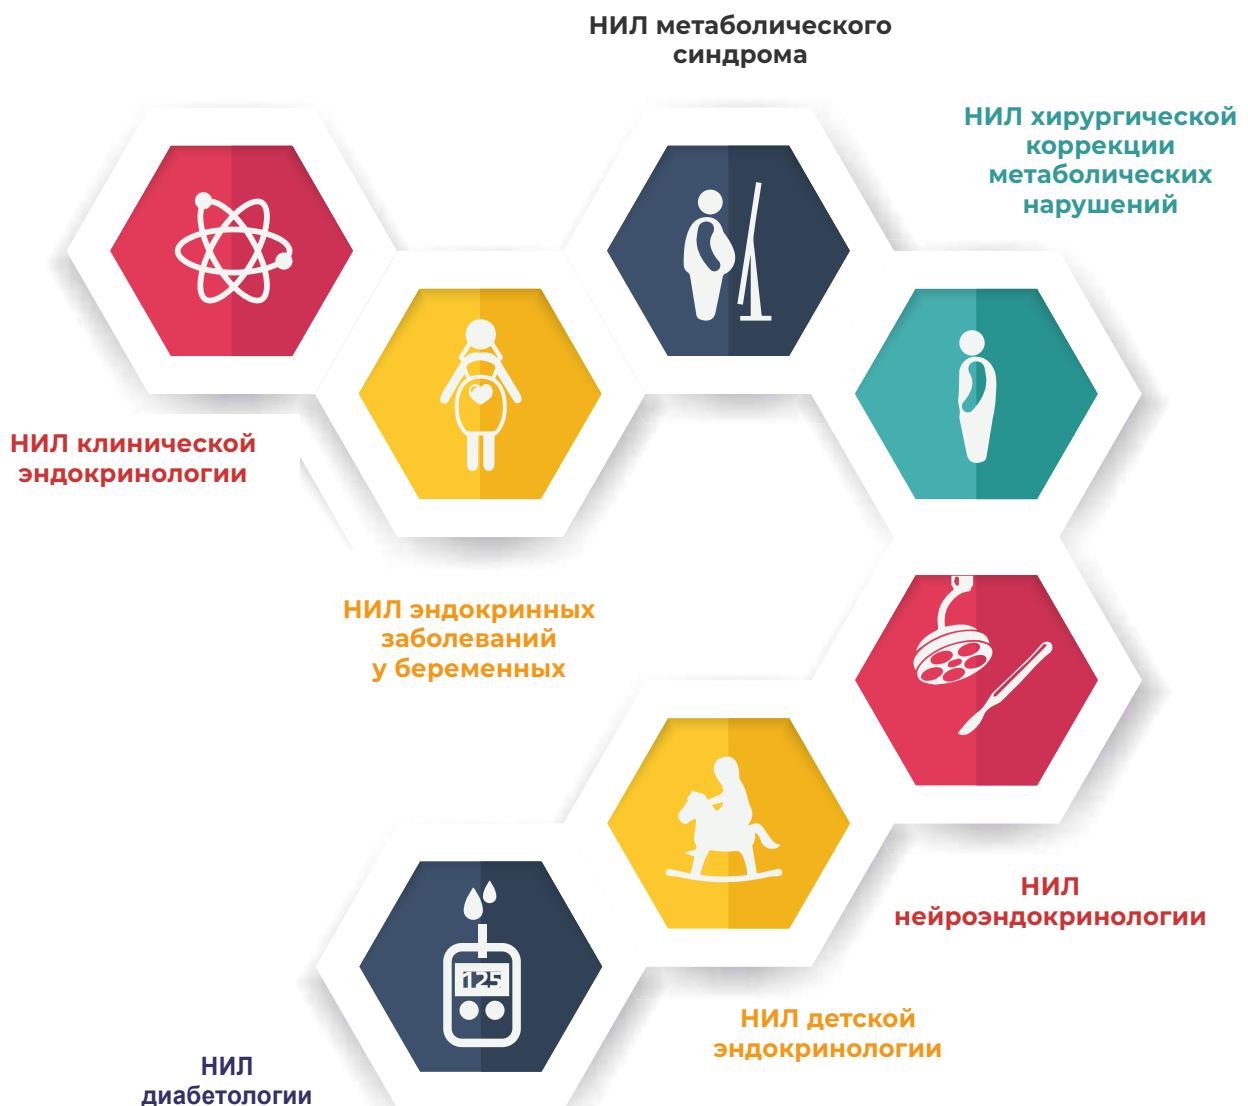 НИЛ метаболического
синдрома
НИЛ хирургической
коррекции
метаболических
нарушений
НИЛ клинической
эндокринологии
НИЛ эндокринных
заболеваний
у беременных
НИЛ
нейроэндокринологии
125
НИЛ детской
эндокринологии
НИЛ
диабетологии